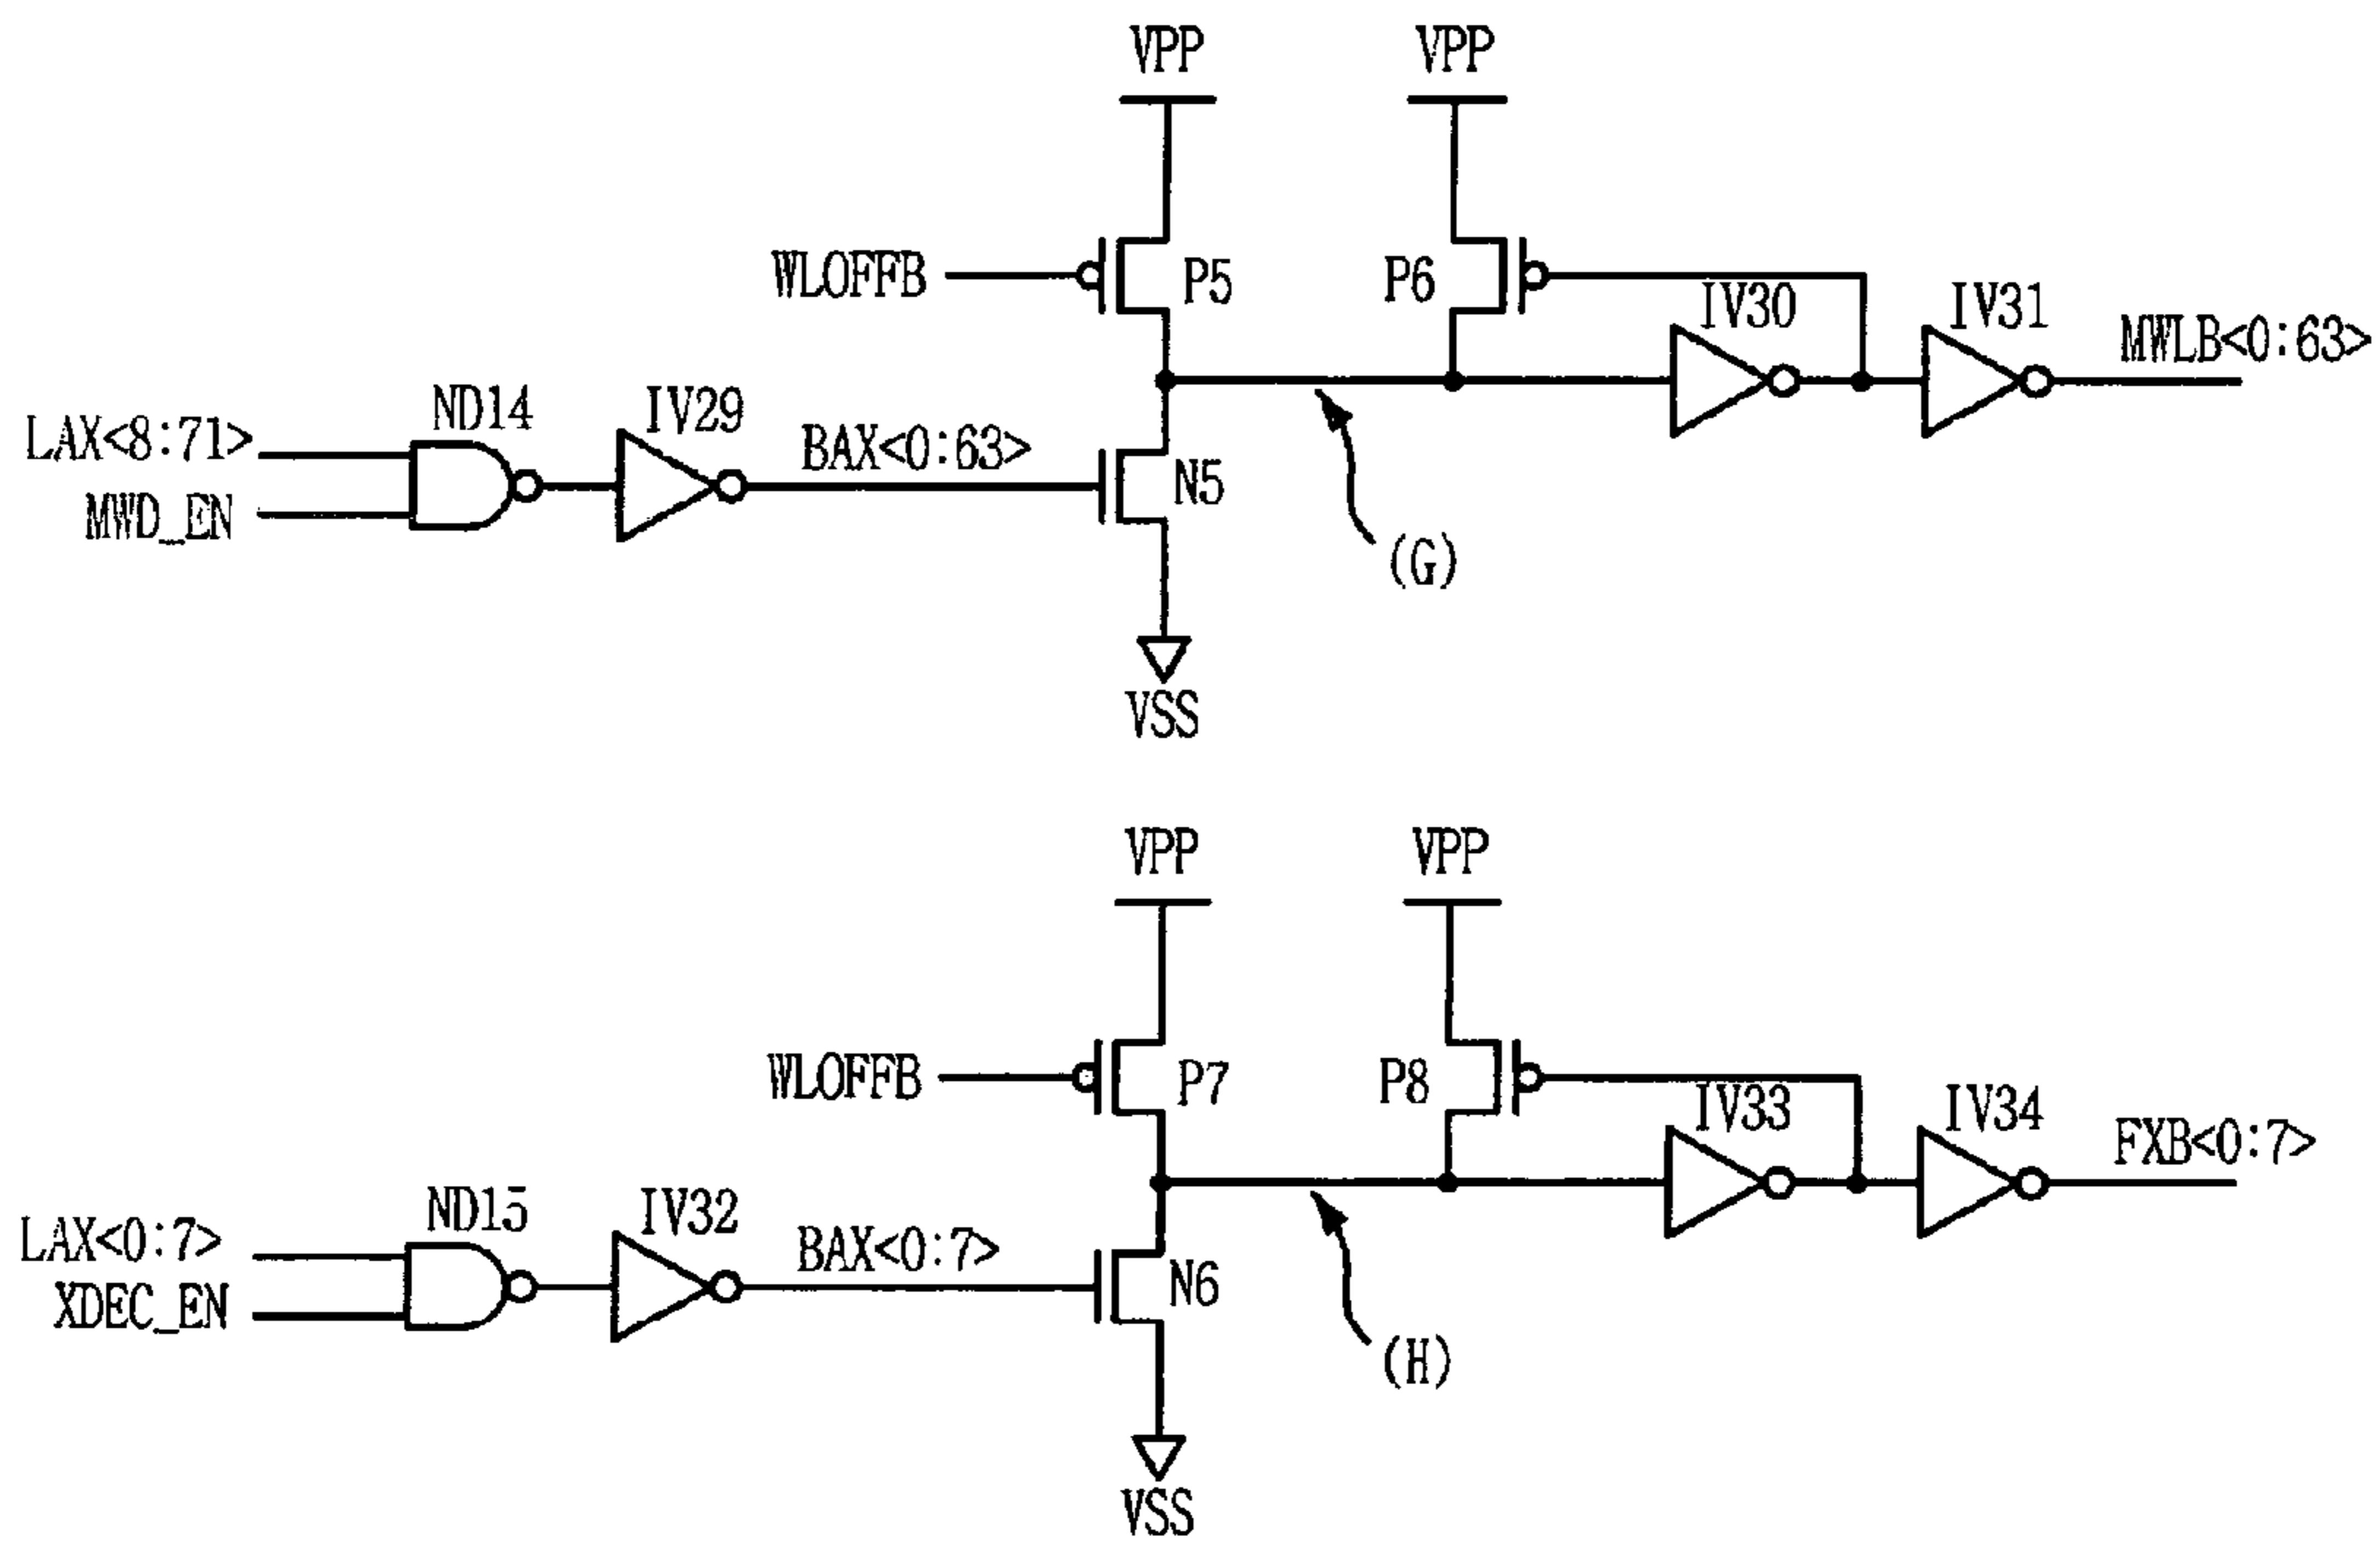 VPP
VPP
WLOFFB
P5
P6
IV30
IV31
MWLB<0:63>
LAX<8:71>
MWD_EN
ND14
IV29
BAX<0:63>
N5
(G)
VSS
VPP
VPP
WLOFFB
P7
P8
IV33
IV34
FXB<0:7>
LAX<0:7>
XDEC_EN
ND15
IV32
BAX<0:7>
N6
(H)
VSS